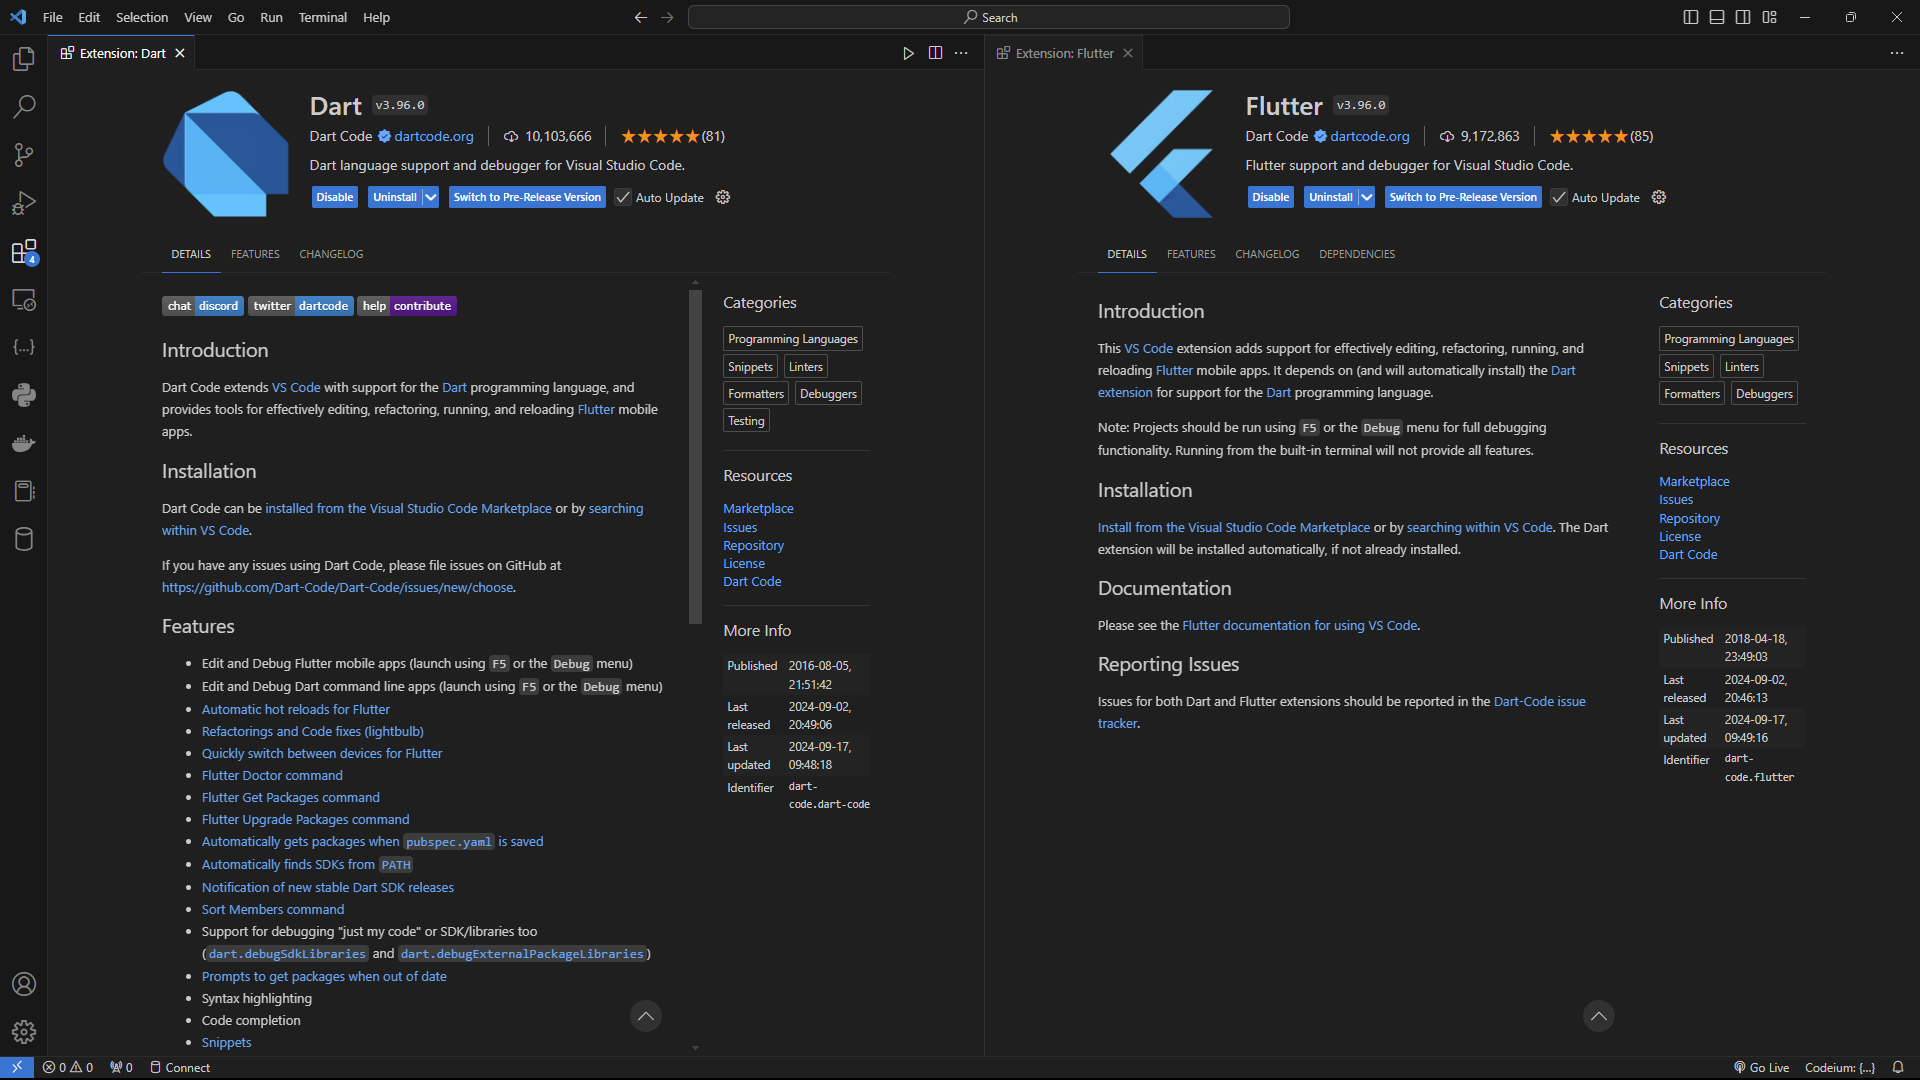 File Edit Selection View Go Run Terminal Help
Search
Extension: Dart
Dart v3.96.0
Dart Code dartcode.org 10,103,666 (81)
Dart language support and debugger for Visual Studio Code.
Disable Uninstall Switch to Pre-Release Version Auto Update
DETAILS FEATURES CHANGELOG
chat discord twitter dartcode help contribute
Introduction
Dart Code extends VS Code with support for the Dart programming language, and
provides tools for effectively editing, refactoring, running, and reloading Flutter mobile
apps.
Installation
Dart Code can be installed from the Visual Studio Code Marketplace or by searching
within VS Code.
If you have any issues using Dart Code, please file issues on GitHub at
https://github.com/Dart-Code/Dart-Code/issues/new/choose.
Features
• Edit and Debug Flutter mobile apps (launch using F5 or the Debug menu)
• Edit and Debug Dart command line apps (launch using F5 or the Debug menu)
• Automatic hot reloads for Flutter
• Refactorings and Code fixes (lightbulb)
• Quickly switch between devices for Flutter
• Flutter Doctor command
• Flutter Get Packages command
• Flutter Upgrade Packages command
• Automatically gets packages when pubspec.yaml is saved
• Automatically finds SDKs from PATH
• Notification of new stable Dart SDK releases
• Sort Members command
• Support for debugging "just my code" or SDK/libraries too
(dart.debugSdkLibraries and dart.debugExternalPackageLibraries)
• Prompts to get packages when out of date
• Syntax highlighting
• Code completion
• Snippets
Categories
Programming Languages
Snippets Linters
Formatters Debuggers
Testing
Resources
Marketplace
Issues
Repository
License
Dart Code
More Info
Published 2016-08-05,
21:51:42
Last 2024-09-02,
released 20:49:06
Last 2024-09-17,
updated 09:48:18
Identifier dart-
code.dart-code
Extension: Flutter
Flutter v3.96.0
Dart Code dartcode.org 9,172,863 (85)
Flutter support and debugger for Visual Studio Code.
Disable Uninstall Switch to Pre-Release Version Auto Update
DETAILS FEATURES CHANGELOG DEPENDENCIES
Introduction
This VS Code extension adds support for effectively editing, refactoring, running, and
reloading Flutter mobile apps. It depends on (and will automatically install) the Dart
extension for support for the Dart programming language.
Note: Projects should be run using F5 or the Debug menu for full debugging
functionality. Running from the built-in terminal will not provide all features.
Installation
Install from the Visual Studio Code Marketplace or by searching within VS Code. The Dart
extension will be installed automatically, if not already installed.
Documentation
Please see the Flutter documentation for using VS Code.
Reporting Issues
Issues for both Dart and Flutter extensions should be reported in the Dart-Code issue
tracker.
Categories
Programming Languages
Snippets Linters
Formatters Debuggers
Resources
Marketplace
Issues
Repository
License
Dart Code
More Info
Published 2018-04-18,
23:49:03
Last 2024-09-02,
released 20:46:13
Last 2024-09-17,
updated 09:49:16
Identifier dart-
code.flutter
4
0 0 0 Connect
Go Live Codeium: {...}